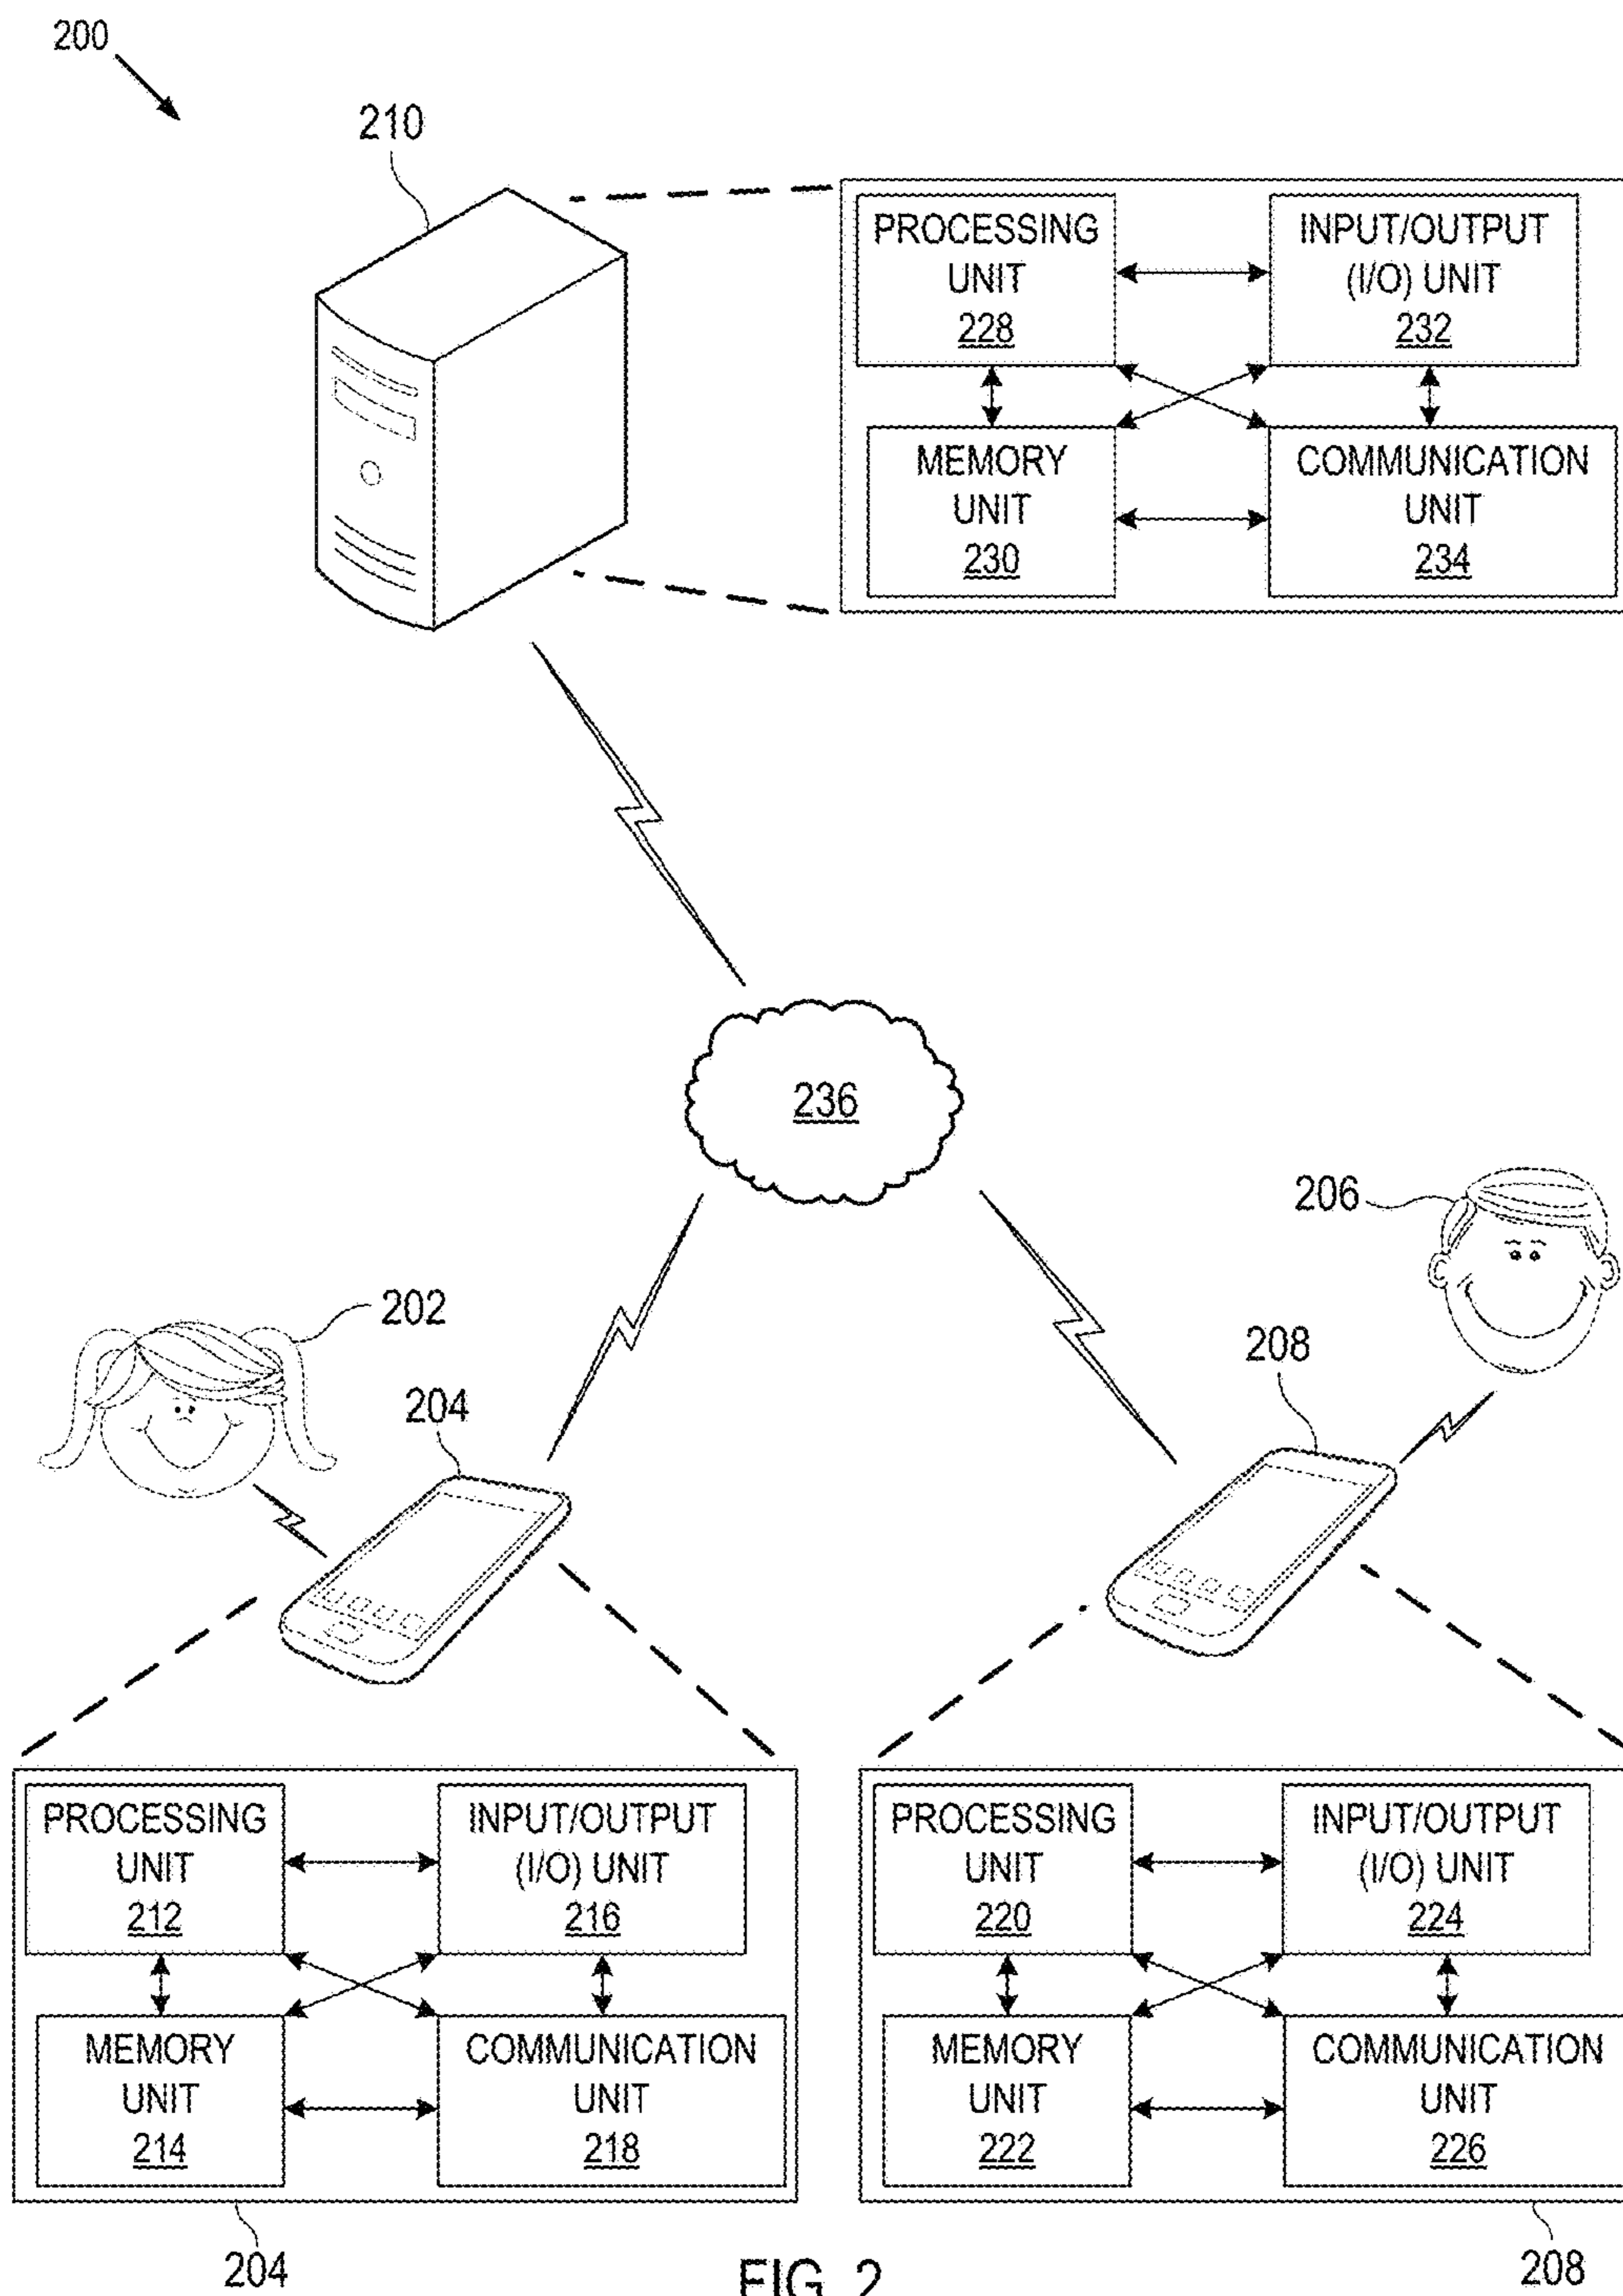 200
210
PROCESSING
UNIT
228
INPUT/OUTPUT
(I/O) UNIT
232
MEMORY
UNIT
230
COMMUNICATION
UNIT
234
236
206
202
208
204
PROCESSING
UNIT
212
INPUT/OUTPUT
(I/O) UNIT
216
MEMORY
UNIT
214
COMMUNICATION
UNIT
218
PROCESSING
UNIT
220
INPUT/OUTPUT
(I/O) UNIT
224
MEMORY
UNIT
222
COMMUNICATION
UNIT
226
204
208
FIG. 2